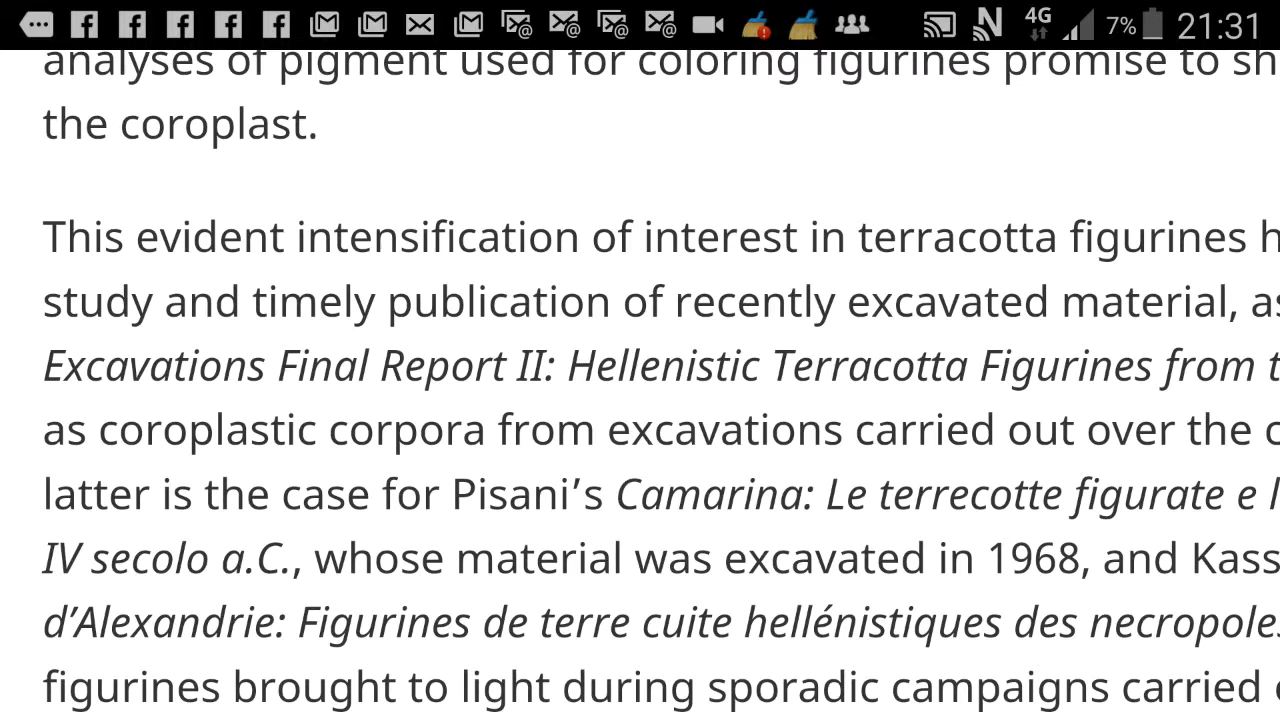 4G 7% 21:31
analyses of pigment used for coloring figurines promise to
the coroplast.
This evident intensification of interest in terracotta figurines
study and timely publication of recently excavated material,
Excavations Final Report II: Hellenistic Terracotta Figurines from
as coroplastic corpora from excavations carried out over the
latter is the case for Pisani’s Camarina: Le terrecotte figurate e
IV secolo a.C., whose material was excavated in 1968, and
d’Alexandrie: Figurines de terre cuite hellénistiques des
figurines brought to light during sporadic campaigns carried